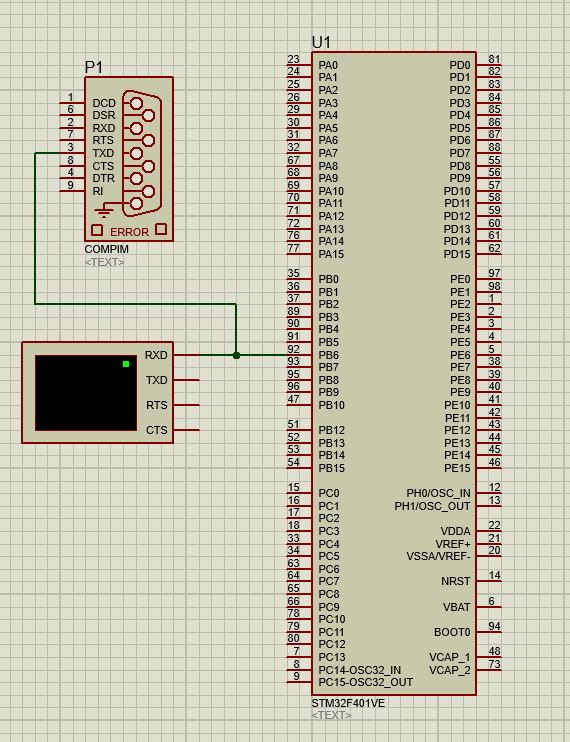 U1
P1
1 DCD
6 DSR
2 RXD
7 RTS
3 TXD
8 CTS
4 DTR
9 RI
ERROR
COMPIM
<TEXT>
RXD
TXD
RTS
CTS
23 PA0 PD0 81
24 PA1 PD1 82
25 PA2 PD2 83
26 PA3 PD3 84
29 PA4 PD4 85
30 PA5 PD5 86
31 PA6 PD6 87
32 PA7 PD7 88
67 PA8 PD8 55
68 PA9 PD9 56
69 PA10 PD10 57
70 PA11 PD11 58
71 PA12 PD12 59
72 PA13 PD13 60
76 PA14 PD14 61
77 PA15 PD15 62
35 PB0 PE0 97
36 PB1 PE1 98
37 PB2 PE2 1
89 PB3 PE3 2
90 PB4 PE4 3
91 PB5 PE5 4
92 PB6 PE6 5
93 PB7 PE7 38
95 PB8 PE8 39
96 PB9 PE9 40
47 PB10 PE10 41
PE11 42
51 PB12 PE12 43
52 PB13 PE13 44
53 PB14 PE14 45
54 PB15 PE15 46
15 PC0 PH0/OSC_IN 12
16 PC1 PH1/OSC_OUT 13
17 PC2
18 PC3 VDDA 22
33 PC4 VREF+ 21
34 PC5 VSSA/VREF- 20
63 PC6
64 PC7 NRST 14
65 PC8
66 PC9 VBAT 6
78 PC10
79 PC11 BOOT0 94
80 PC12
7 PC13 VCAP_1 48
8 PC14-OSC32_IN VCAP_2 73
9 PC15-OSC32_OUT
STM32F401VE
<TEXT>